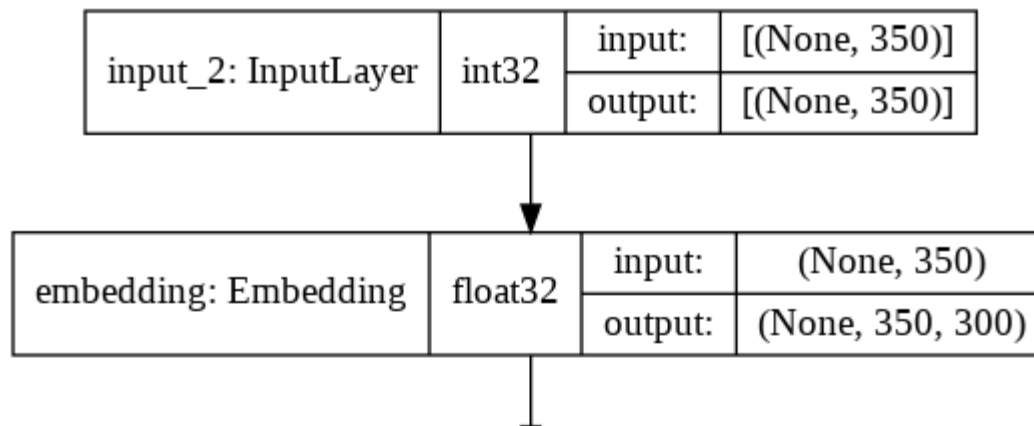 input_2: InputLayer int32 input: [(None, 350)]
output: [(None, 350)]
embedding: Embedding float32 input: (None, 350)
output: (None, 350, 300)